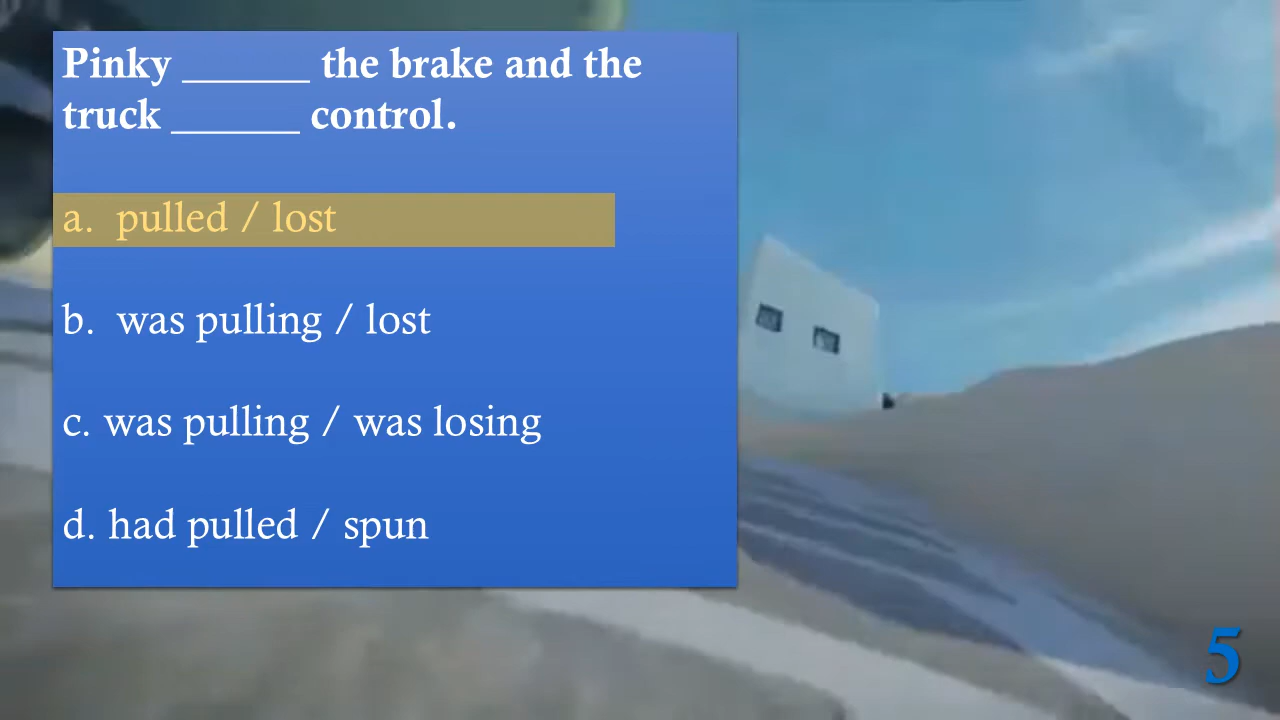 Pinky ______ the brake and the
truck ______ control.
a. pulled / lost
b. was pulling / lost
c. was pulling / was losing
d. had pulled / spun
5